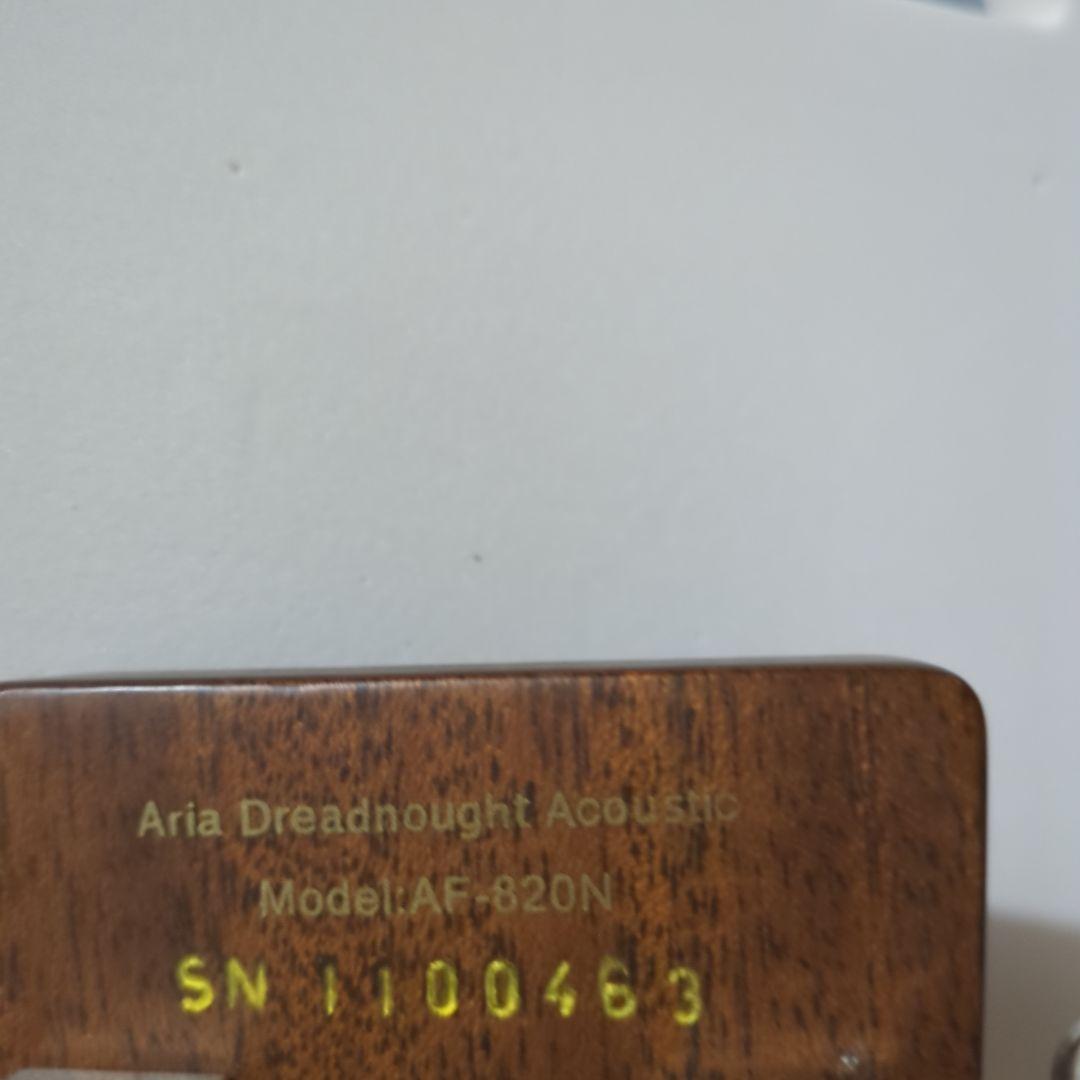 Aria Dreadnought Acoustic
Model:AF-820N
SN 1100463